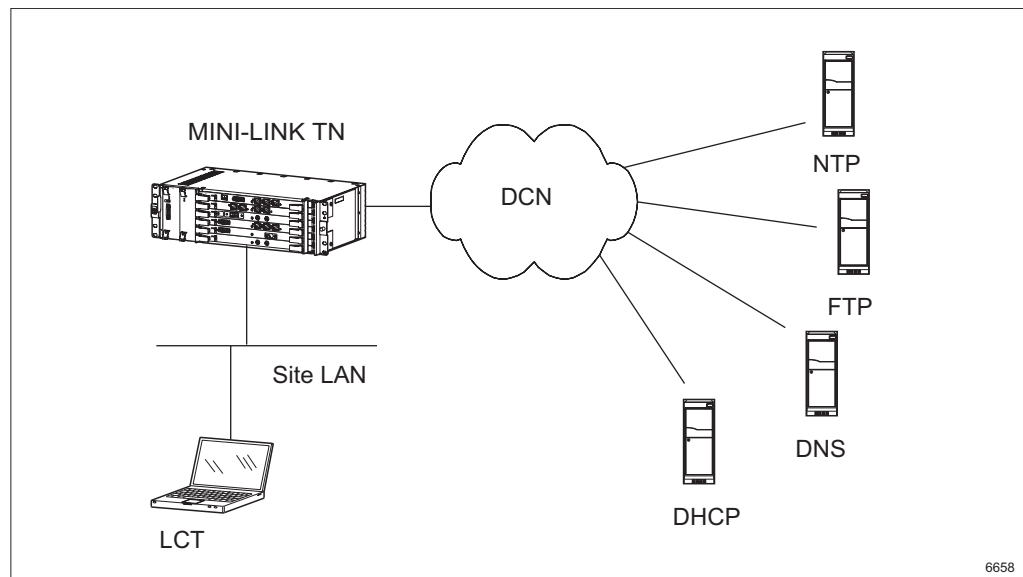 MINI-LINK TN
DCN
NTP
FTP
Site LAN
DNS
DHCP
LCT
6658